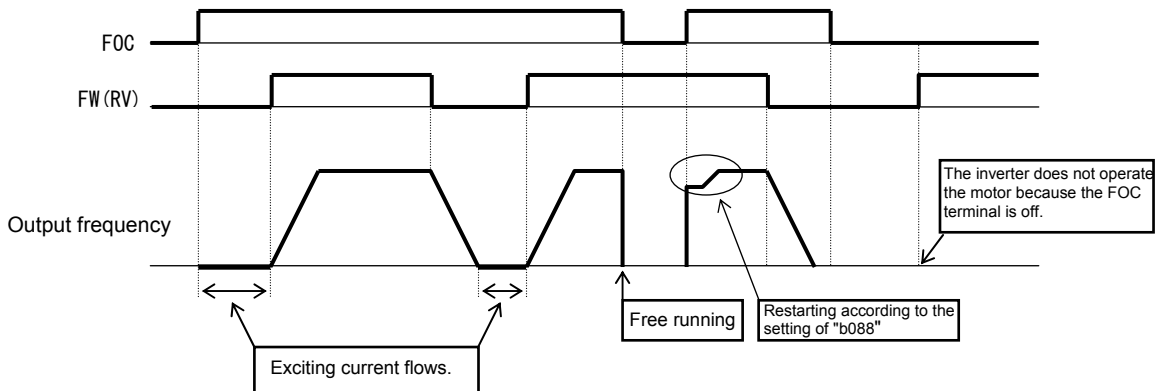 FOC
FW(RV)
Output frequency
The inverter does not operate
the motor because the FOC
terminal is off.
Free running
Restarting according to the
setting of "b088"
Exciting current flows.